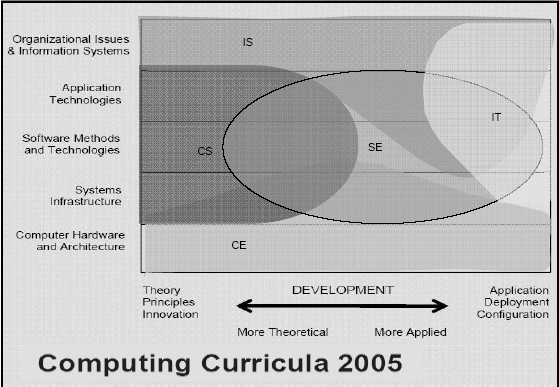 Organizational Issues
& Information Systems
IS
Application
Technologies
IT
Software Methods
and Technologies
CS
SE
Systems
Infrastructure
Computer Hardware
and Architecture
CE
Theory
Principles
Innovation
DEVELOPMENT
Application
Deployment
Configuration
More Theoretical
More Applied
Computing Curricula 2005